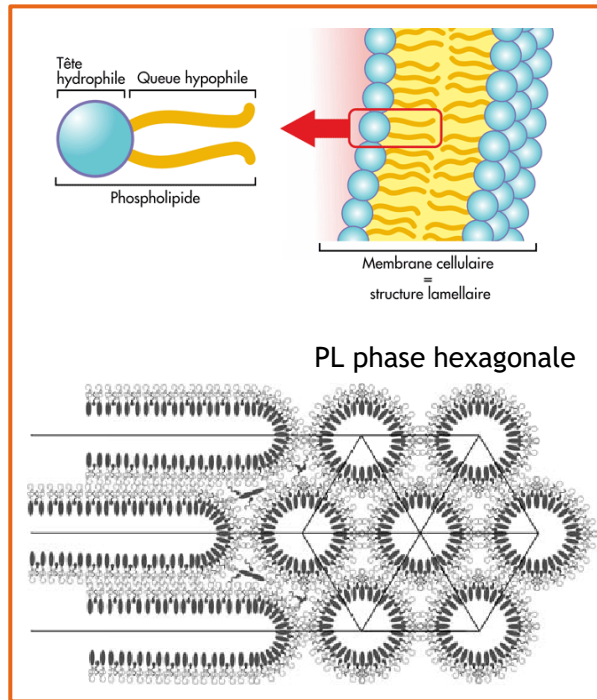 Tête
hydrophile
Queue hypophile
Phospholipide
Membrane cellulaire
=
structure lamellaire
PL phase hexagonale